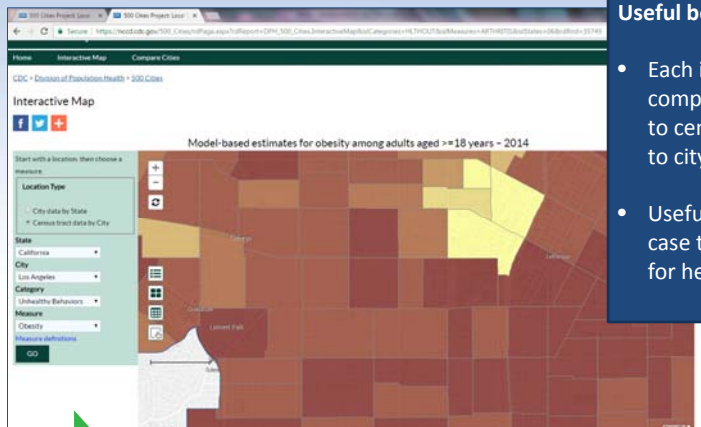 500 Cities Project: Local
500 Cities Project: Local
Secure
Home Interactive Map Compare Cities
CDC > Division of Population Health > 500 Cities
Interactive Map
Model-based estimates for obesity among adults aged >=18 years – 2014
Start with a location, then choose a
measure.
Location Type
City data by State
Census tract data by City
State
California
City
Los Angeles
Category
Unhealthy Behaviors
Measure
Obesity
Measure definitions
GO
Leimert Park
Useful b
• Each i
comp
to cer
to city
• Usefu
case t
for he